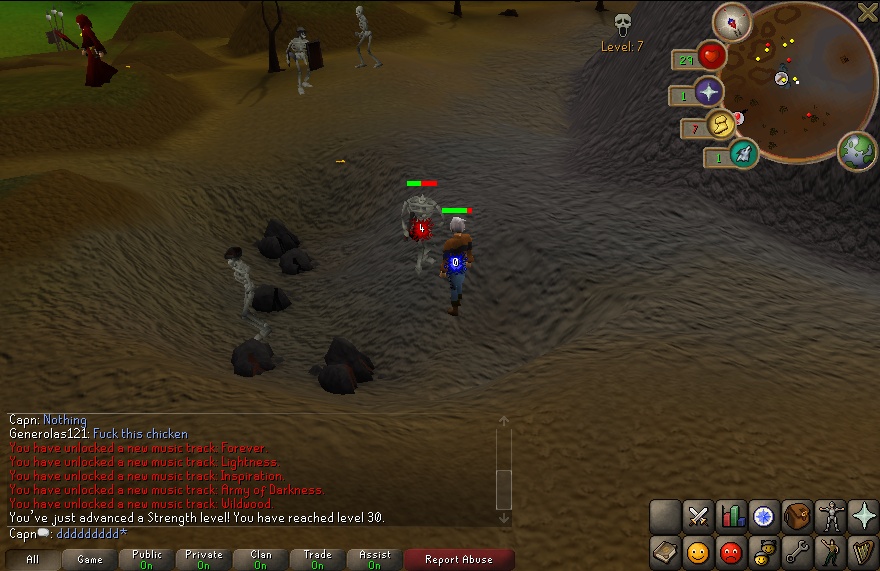 Level: 7
29
1
7
1
4
0
Capn: Nothing
Generolas121: Fuck this chicken
You have unlocked a new music track: Forever.
You have unlocked a new music track: Lightness.
You have unlocked a new music track: Inspiration.
You have unlocked a new music track: Army of Darkness.
You have unlocked a new music track: Wildwood.
You've just advanced a Strength level! You have reached level 30.
Capn: ddddddddd*
All
Game
Public
On
Private
On
Clan
On
Trade
On
Assist
On
Report Abuse